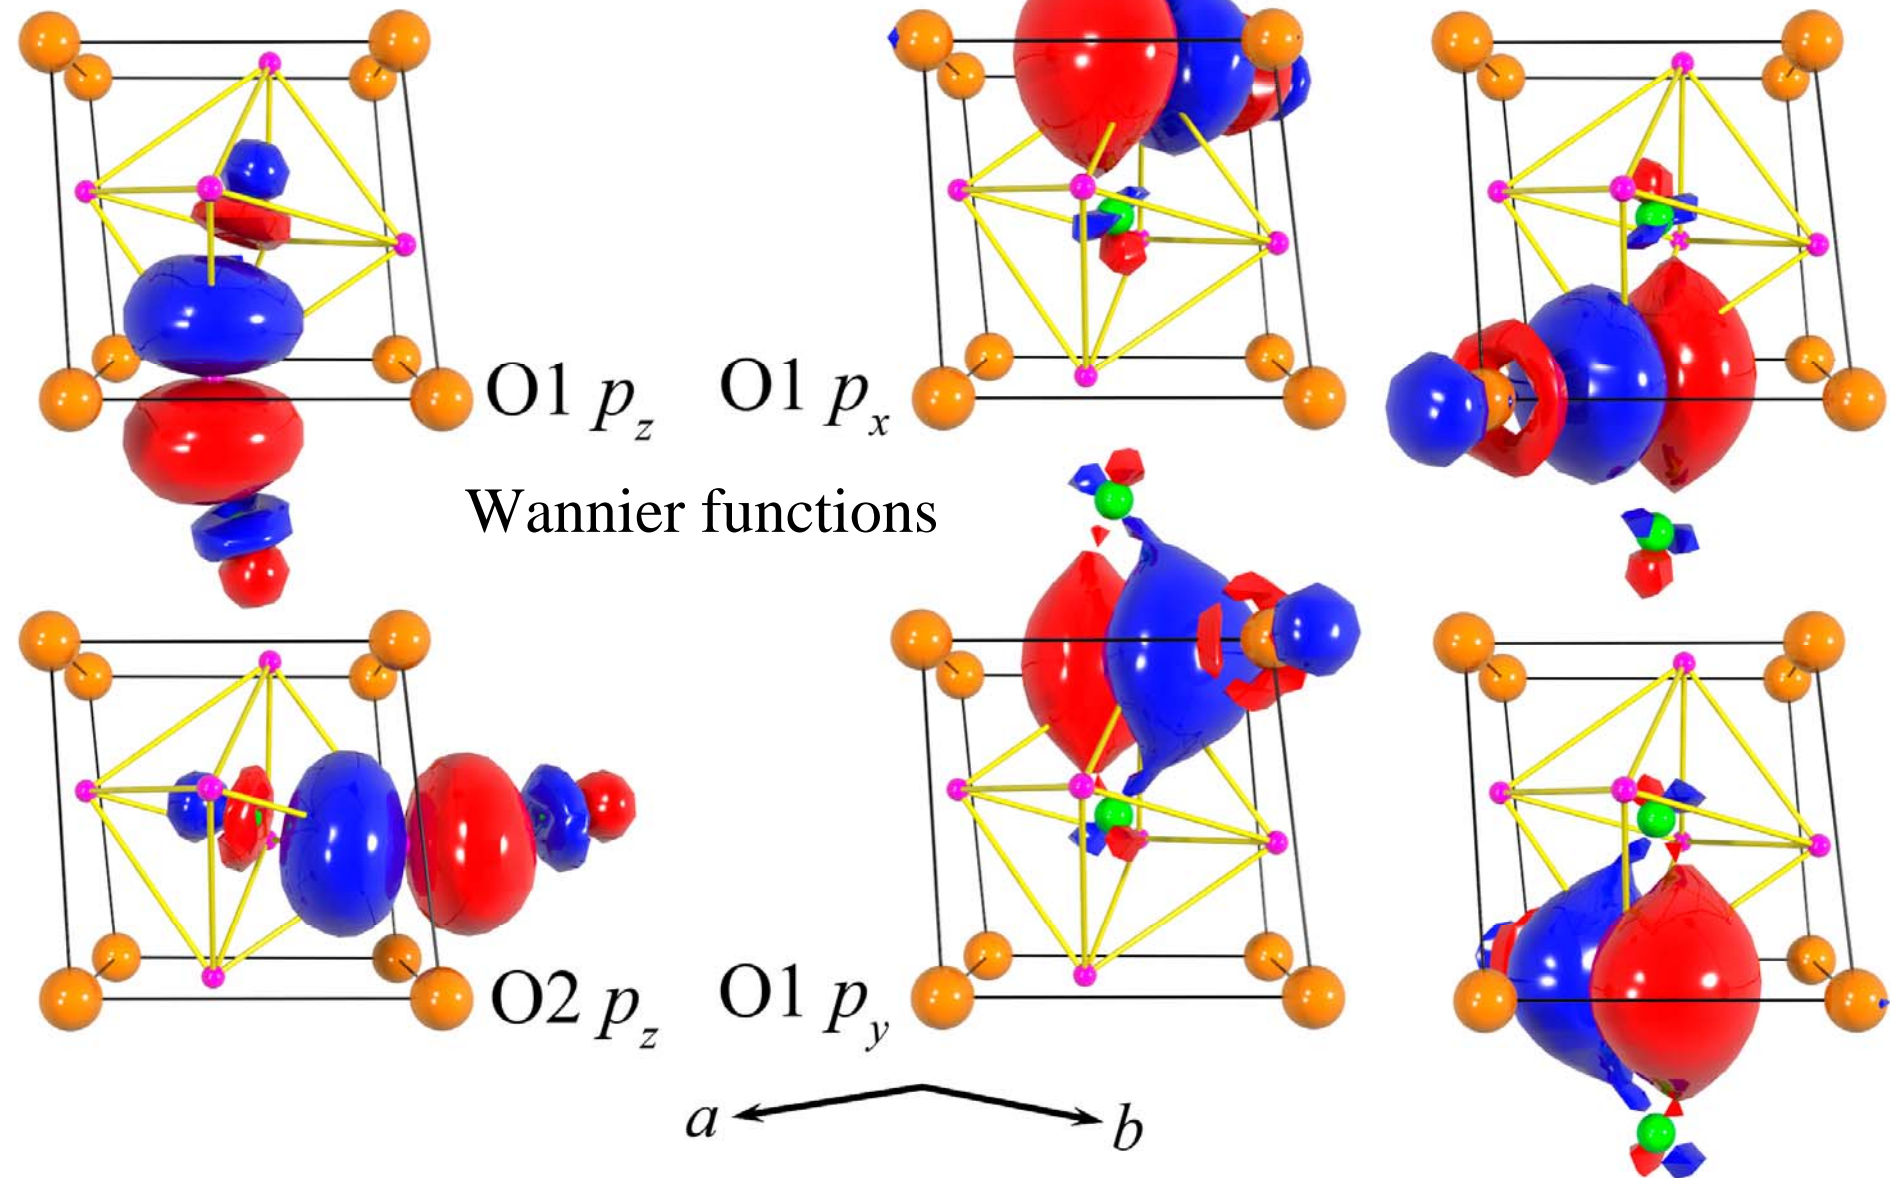 O1 p_z
O1 p_x
Wannier functions
O2 p_z
O1 p_y
a
b